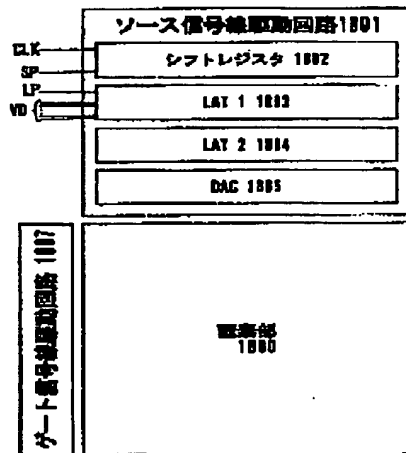 ソース信号線駆動回路1801
CLK
シフトレジスタ 1802
SP
LP
LAT 1 1803
VD
LAT 2 1804
DAC 1805
ゲート信号線駆動回路 1807
画素部
1800